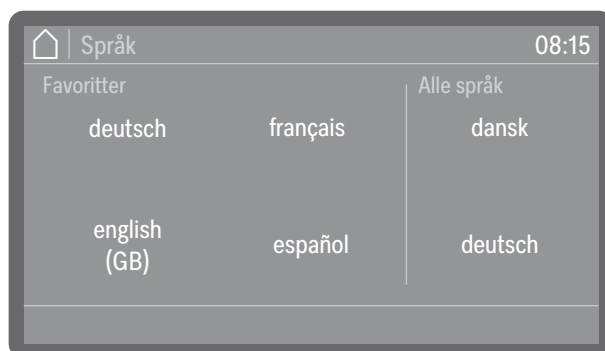 Språk 08:15
Favoritter Alle språk
deutsch français dansk
english
(GB) español deutsch